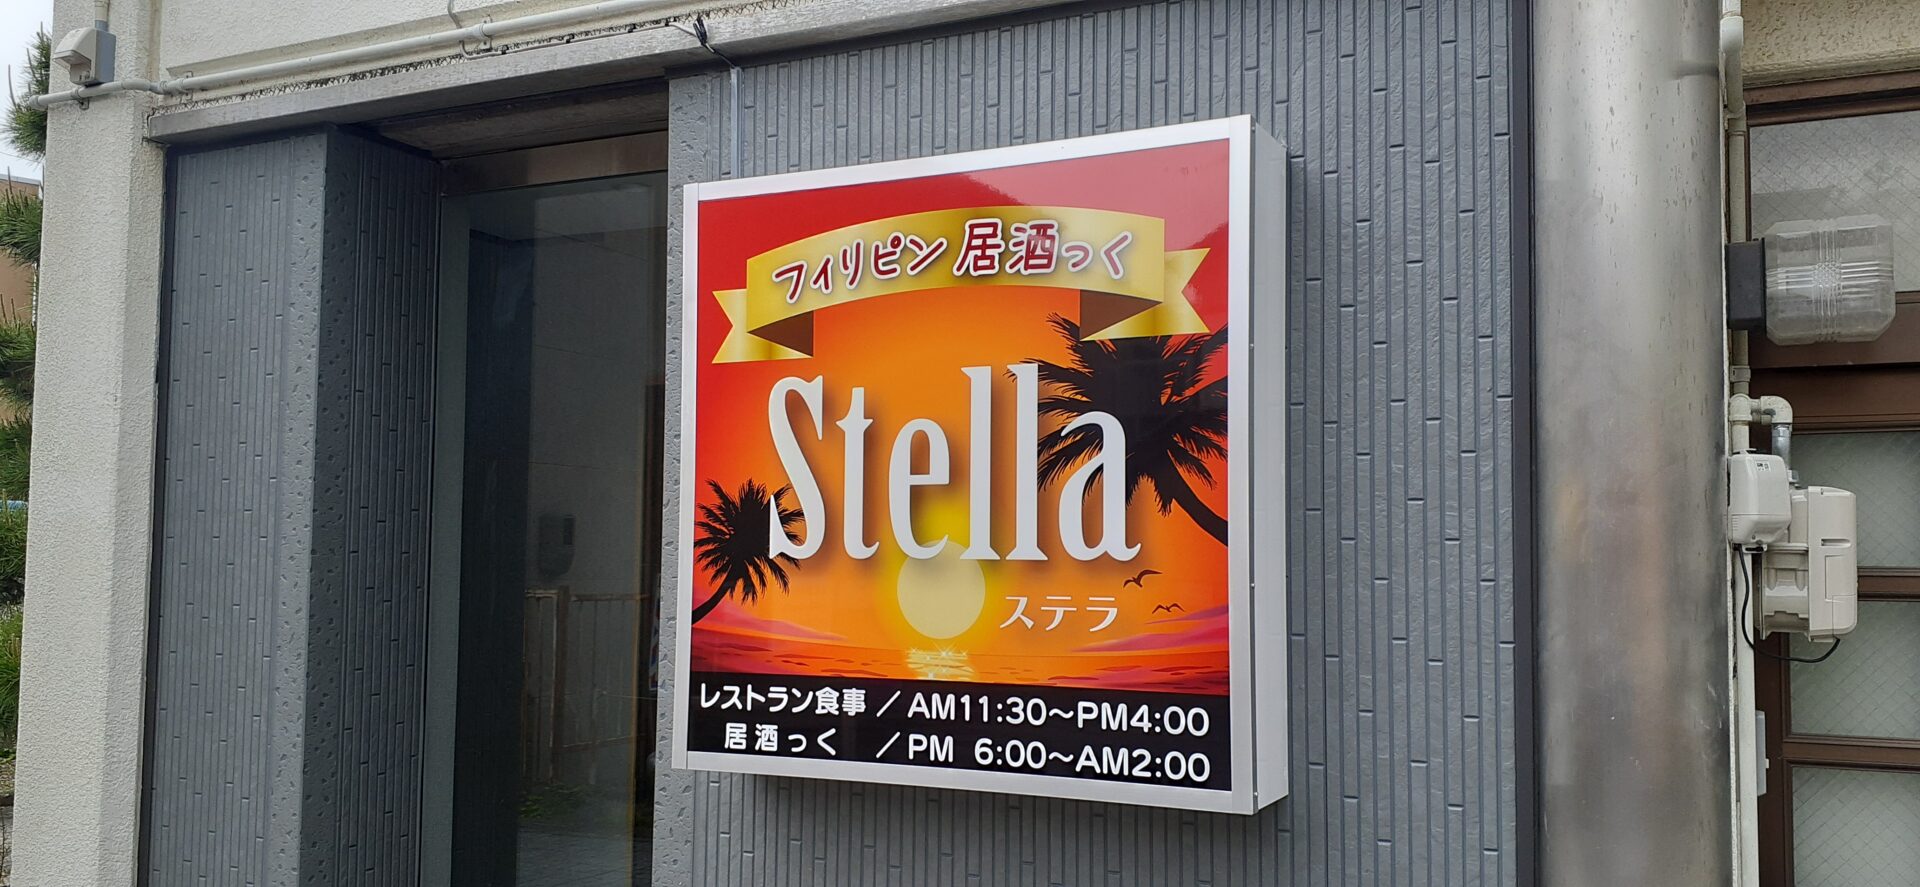 フィリピン 居酒っく
Stella
ステラ
レストラン食事 ／ AM11:30～PM4:00
居酒っく ／PM 6:00～AM2:00